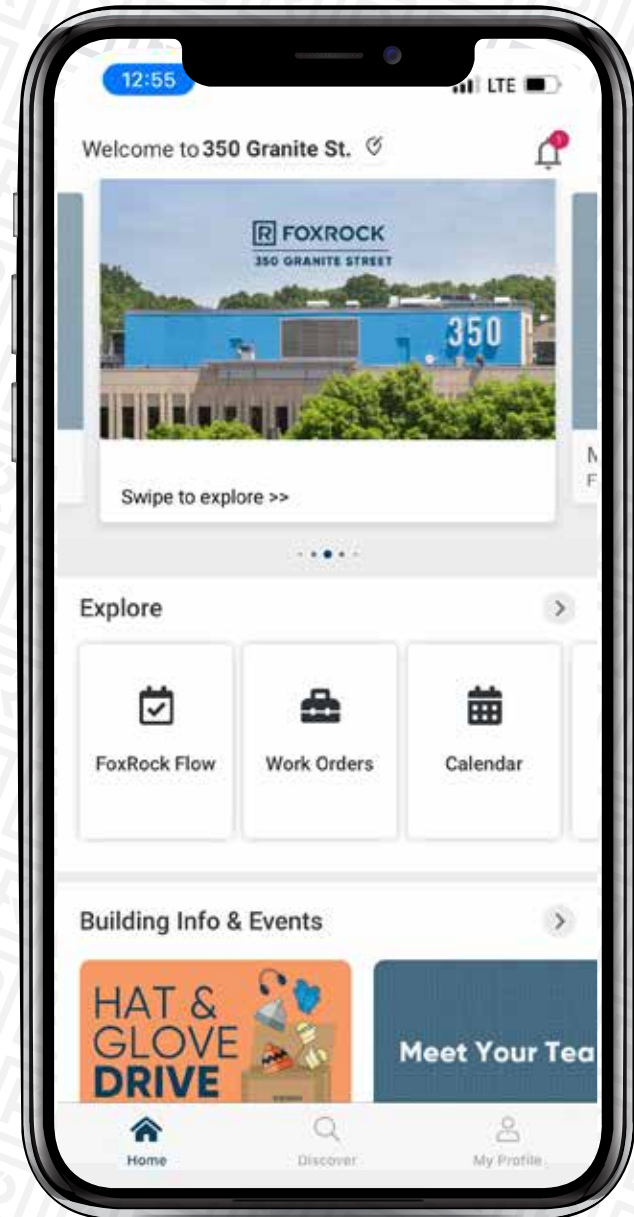 12:55
LTE
Welcome to 350 Granite St.
1
R FOXROCK
350 GRANITE STREET
350
Swipe to explore >>
Explore
FoxRock Flow
Work Orders
Calendar
Building Info & Events
HAT &
GLOVE
DRIVE
Meet Your Tea
Home
Discover
My Profile